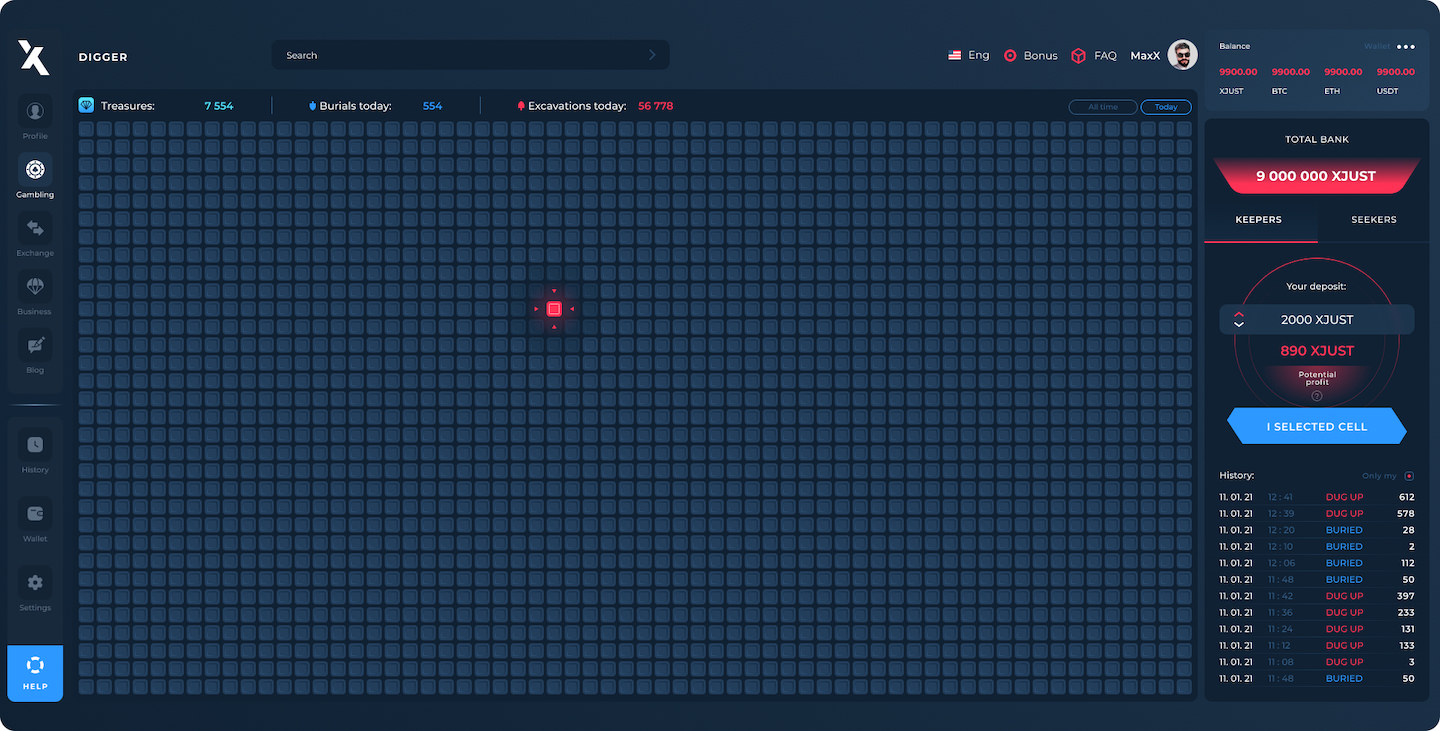 DIGGER
Search
Eng
Bonus
FAQ
MaxX
Profile
Gambling
Exchange
Business
Blog
History
Wallet
Settings
HELP
Treasures: 7 554
Burials today: 554
Excavations today: 56 778
All time
Today
Balance
Wallet
9900.00 9900.00 9900.00 9900.00
XJUST BTC ETH USDT
TOTAL BANK
9 000 000 XJUST
KEEPERS
SEEKERS
Your deposit:
2000 XJUST
890 XJUST
Potential
profit
?
I SELECTED CELL
History: Only my
11. 01. 21 12 : 41 DUG UP 612
11. 01. 21 12 : 39 DUG UP 578
11. 01. 21 12 : 20 BURIED 28
11. 01. 21 12 : 10 BURIED 2
11. 01. 21 12 : 06 BURIED 112
11. 01. 21 11 : 48 BURIED 50
11. 01. 21 11 : 42 DUG UP 397
11. 01. 21 11 : 36 DUG UP 233
11. 01. 21 11 : 24 DUG UP 131
11. 01. 21 11 : 12 DUG UP 133
11. 01. 21 11 : 08 DUG UP 3
11. 01. 21 11 : 48 BURIED 50